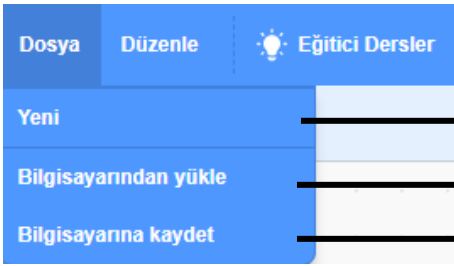 Dosya Düzenle Eğitici Dersler
Yeni
Bilgisayarından yükle
Bilgisayarına kaydet